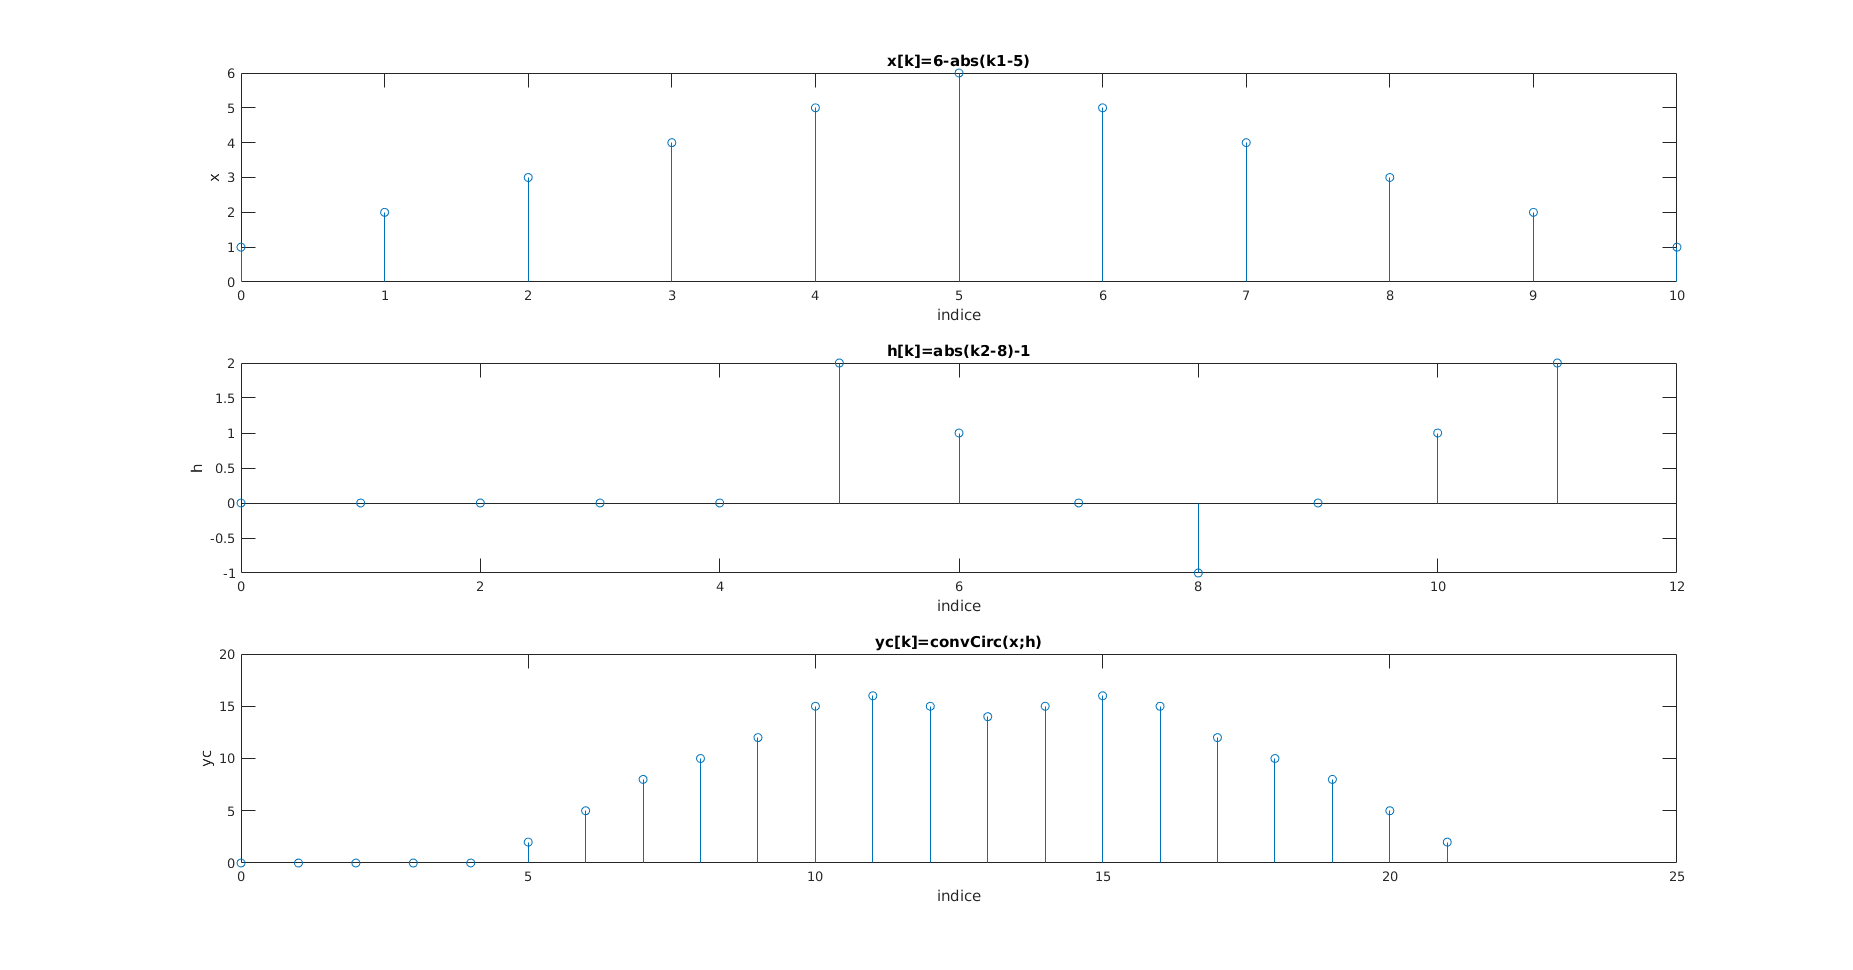 x[k]=6-abs(k1-5)
6
5
4
3
2
1
0
x
0 1 2 3 4 5 6 7 8 9 10
indice
h[k]=abs(k2-8)-1
2
1.5
1
0.5
0
-0.5
-1
h
0 2 4 6 8 10 12
indice
yc[k]=convCirc(x;h)
20
15
10
5
0
yc
0 5 10 15 20 25
indice